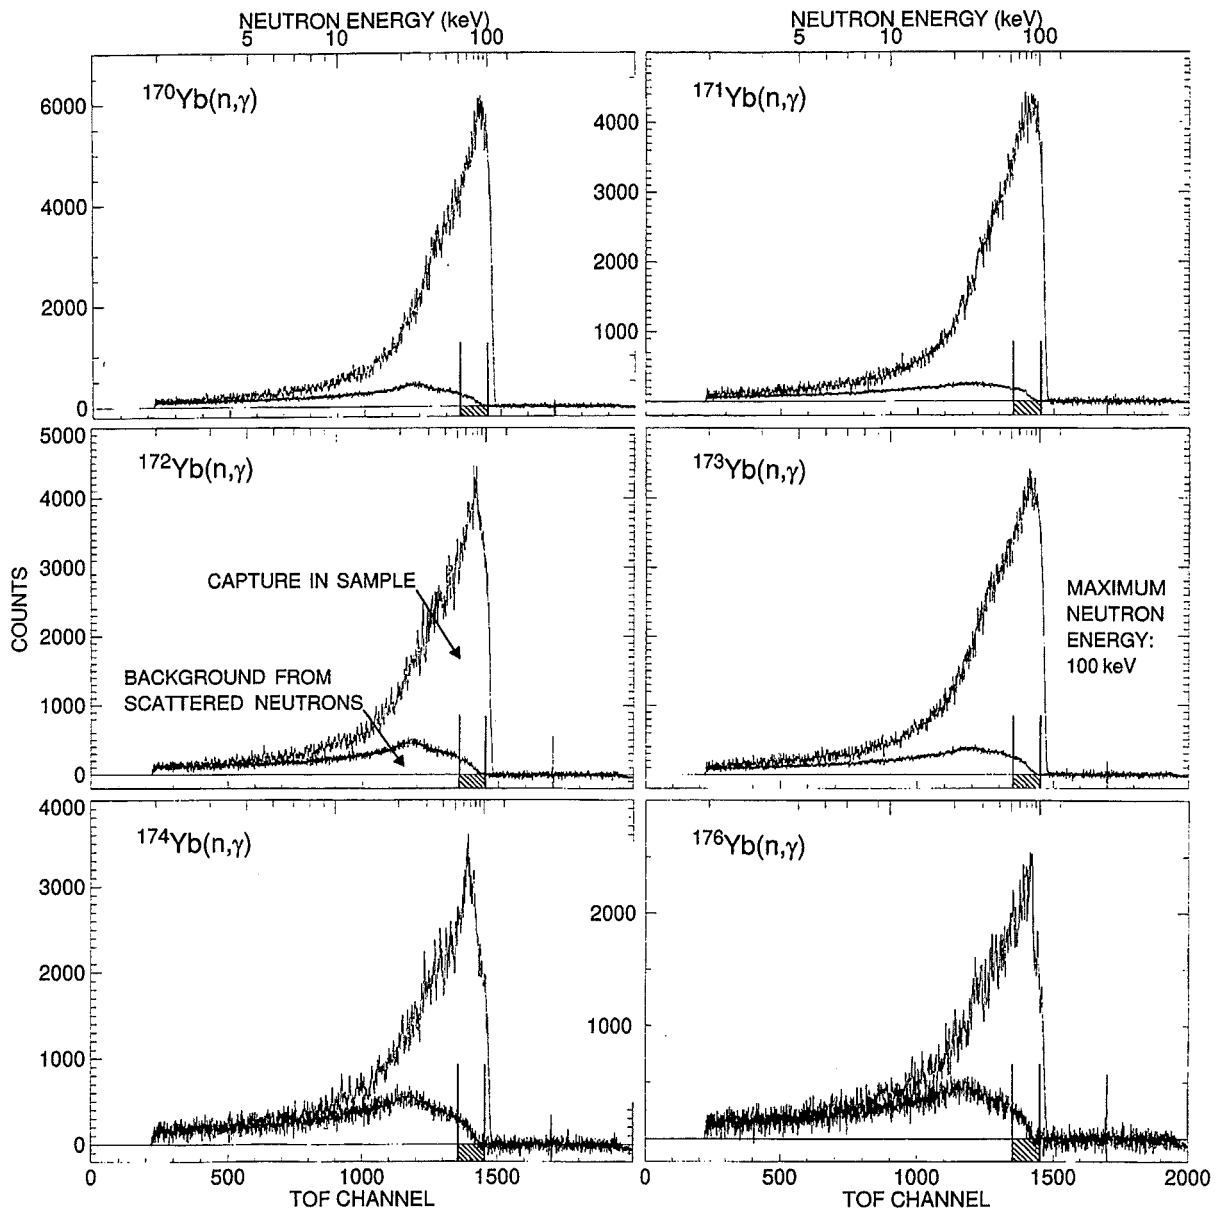 NEUTRON ENERGY (keV) NEUTRON ENERGY (keV)
5 10 100 5 10 100
170Yb(n,γ) 171Yb(n,γ)
6000
4000
2000
0
4000
3000
2000
1000
172Yb(n,γ) 173Yb(n,γ)
5000
4000
3000
2000
1000
0
COUNTS
CAPTURE IN SAMPLE
BACKGROUND FROM
SCATTERED NEUTRONS
MAXIMUM
NEUTRON
ENERGY:
100 keV
174Yb(n,γ) 176Yb(n,γ)
4000
3000
2000
1000
0
2000
1000
0 500 1000 1500 0 500 1000 1500 2000
TOF CHANNEL TOF CHANNEL